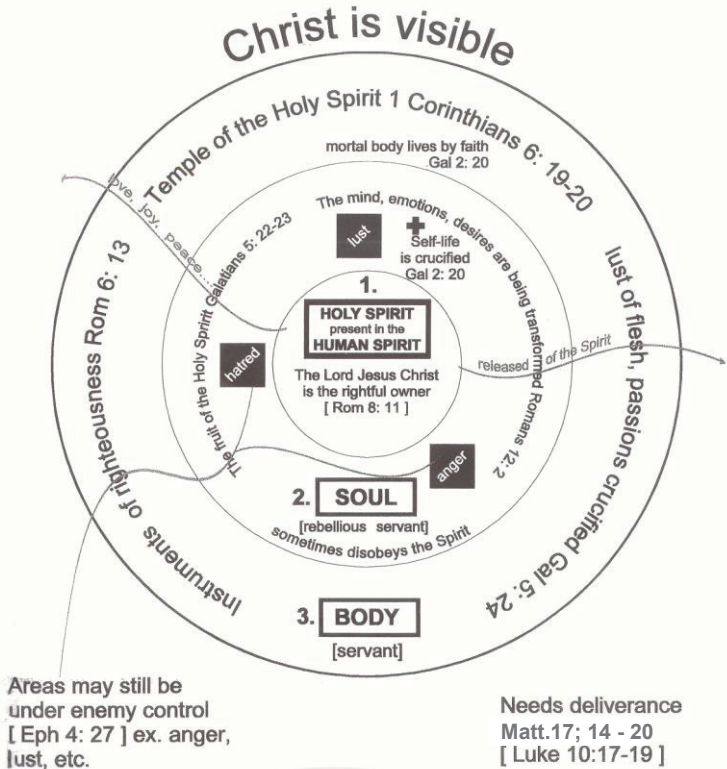 Christ is visible
Temple of the Holy Spirit 1 Corinthians 6: 19-20
mortal body lives by faith
Gal 2: 20
love, joy, peace.....
The mind, emotions, desires are being transformed Romans 12: 2
lust
Self-life
is crucified
Gal 2: 20
The fruit of the Holy Spririt Galatians 5: 22-23
Instruments of righteousness Rom 6: 13
lust of flesh, passions crucified Gal 5: 24
1.
HOLY SPIRIT
present in the
HUMAN SPIRIT
hatred
The Lord Jesus Christ
is the rightful owner
[ Rom 8: 11 ]
released of the Spirit
anger
2. SOUL
[rebellious servant]
sometimes disobeys the Spirit
3. BODY
[servant]
Areas may still be
under enemy control
[ Eph 4: 27 ] ex. anger,
lust, etc.
Needs deliverance
Matt.17; 14 - 20
[ Luke 10:17-19 ]